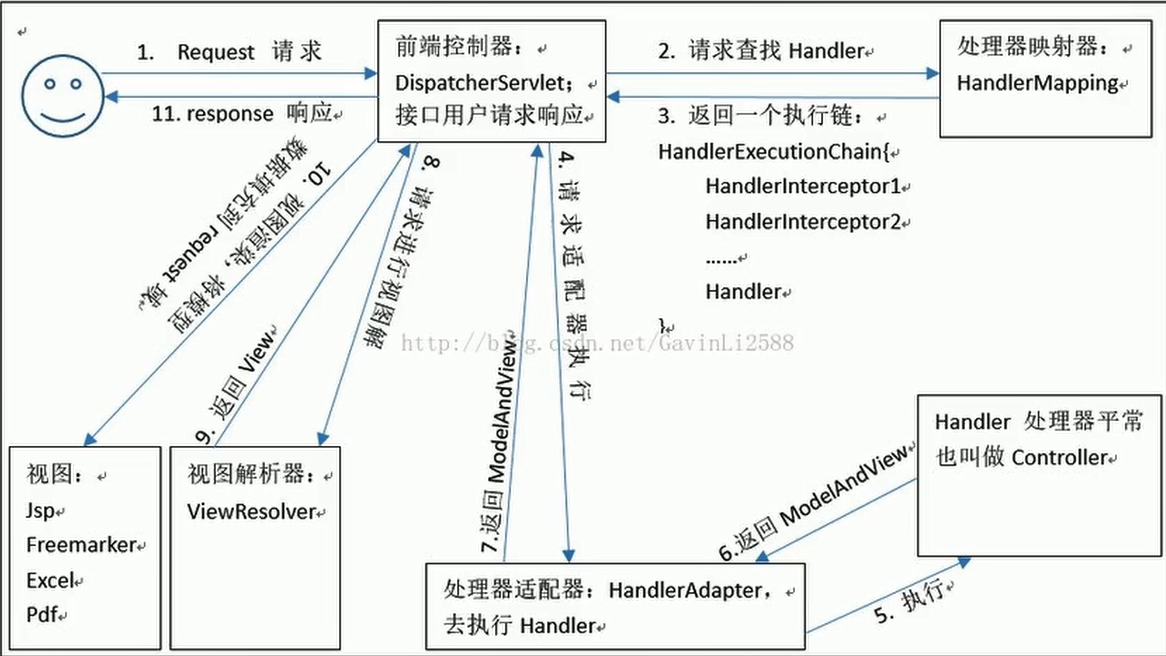 1. Request 请求
11. response 响应
前端控制器：
DispatcherServlet；
接口用户请求响应
2. 请求查找 Handler
3. 返回一个执行链：
HandlerExecutionChain{
HandlerInterceptor1
HandlerInterceptor2
……
Handler
}
处理器映射器：
HandlerMapping
10. 视图渲染，将模型
数据填充到 request 域
9. 返回 View
8. 请求进行视图解
7.返回 ModelAndView
4. 请求适配器执行
http://blog.csdn.net/GavinLi2588
视图：
Jsp
Freemarker
Excel
Pdf
视图解析器：
ViewResolver
处理器适配器：HandlerAdapter，
去执行 Handler
6.返回 ModelAndView
5. 执行
Handler 处理器平常
也叫做 Controller